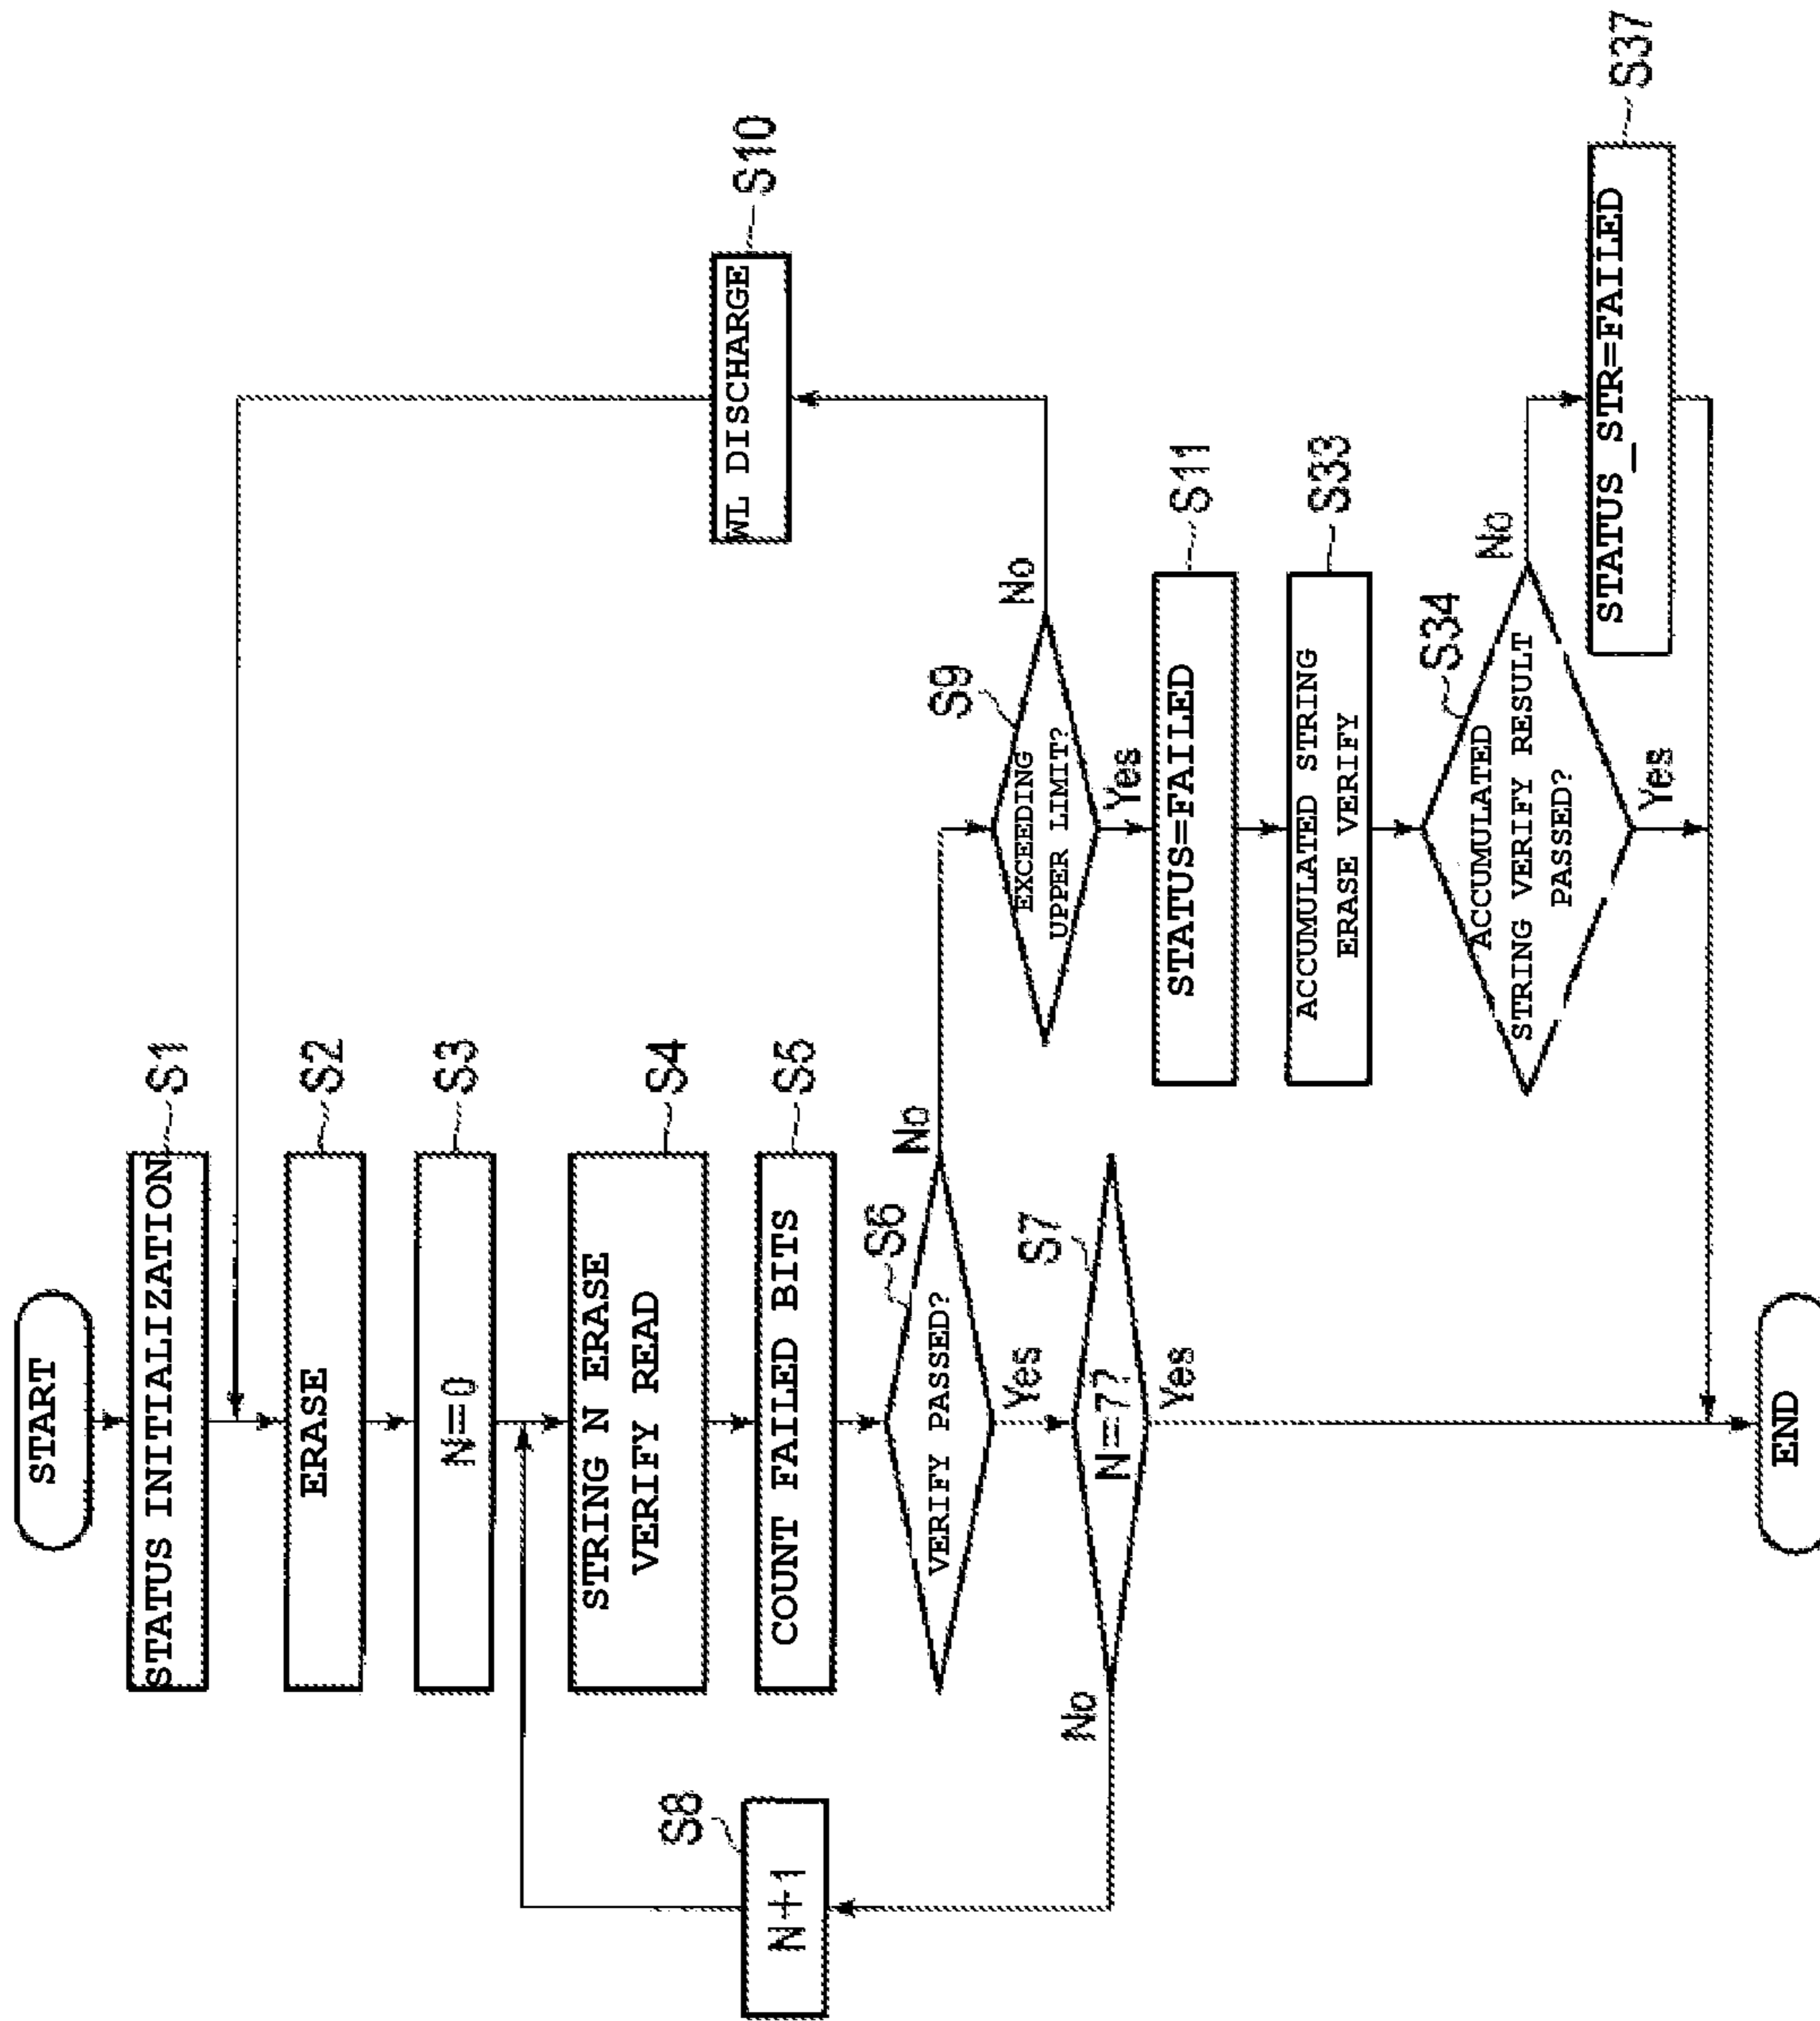 START
STATUS INITIALIZATION
S1
ERASE
S2
N=0
S3
STRING N ERASE
VERIFY READ
S4
COUNT FAILED BITS
S5
VERIFY PASSED?
S6
No
Yes
N=7?
S7
No
Yes
N+1
S8
EXCEEDING
UPPER LIMIT?
S9
No
Yes
WL DISCHARGE
S10
STATUS=FAILED
S11
ACCUMULATED STRING
ERASE VERIFY
S33
ACCUMULATED
STRING VERIFY RESULT
PASSED?
S34
No
Yes
STATUS_STR=FAILED
S37
END